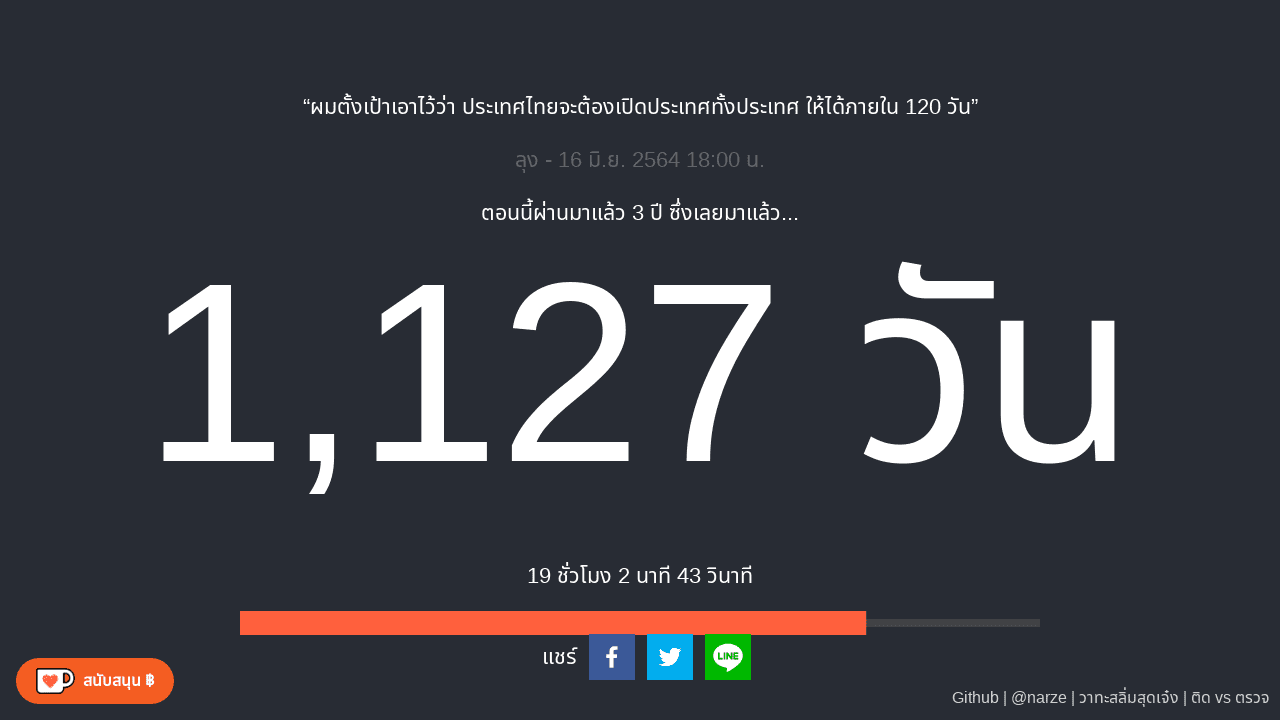 “ผมตั้งเป้าเอาไว้ว่า ประเทศไทยจะต้องเปิดประเทศทั้งประเทศ ให้ได้ภายใน 120 วัน”
ลุง - 16 มิ.ย. 2564 18:00 น.
ตอนนี้ผ่านมาแล้ว 3 ปี ซึ่งเลยมาแล้ว...
1,127 วัน
19 ชั่วโมง 2 นาที 43 วินาที
แชร์
LINE
สนับสนุน ฿
Github | @narze | วาทะสลิ่มสุดเจ๋ง | ติด vs ตรวจ